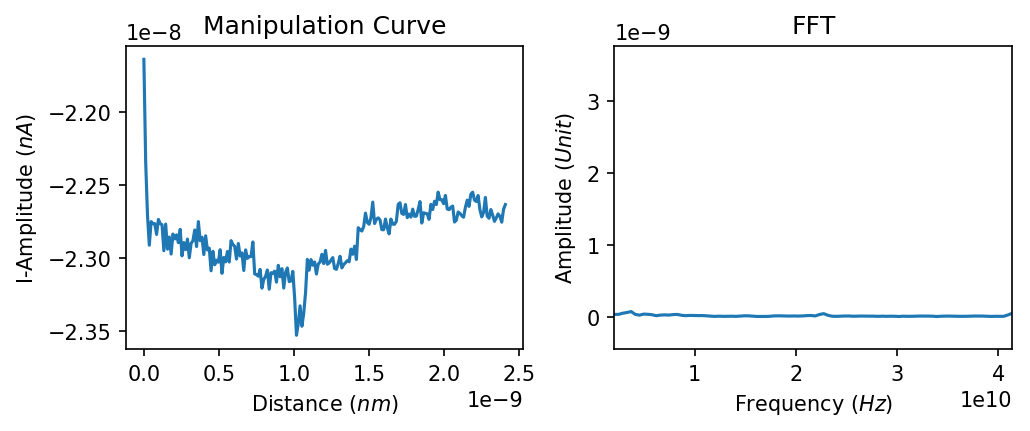 Manipulation Curve
1e−8
−2.20
−2.25
−2.30
−2.35
I-Amplitude (nA)
0.0 0.5 1.0 1.5 2.0 2.5
Distance (nm)
1e−9
FFT
1e−9
3
2
1
0
Amplitude (Unit)
1 2 3 4
Frequency (Hz)
1e10